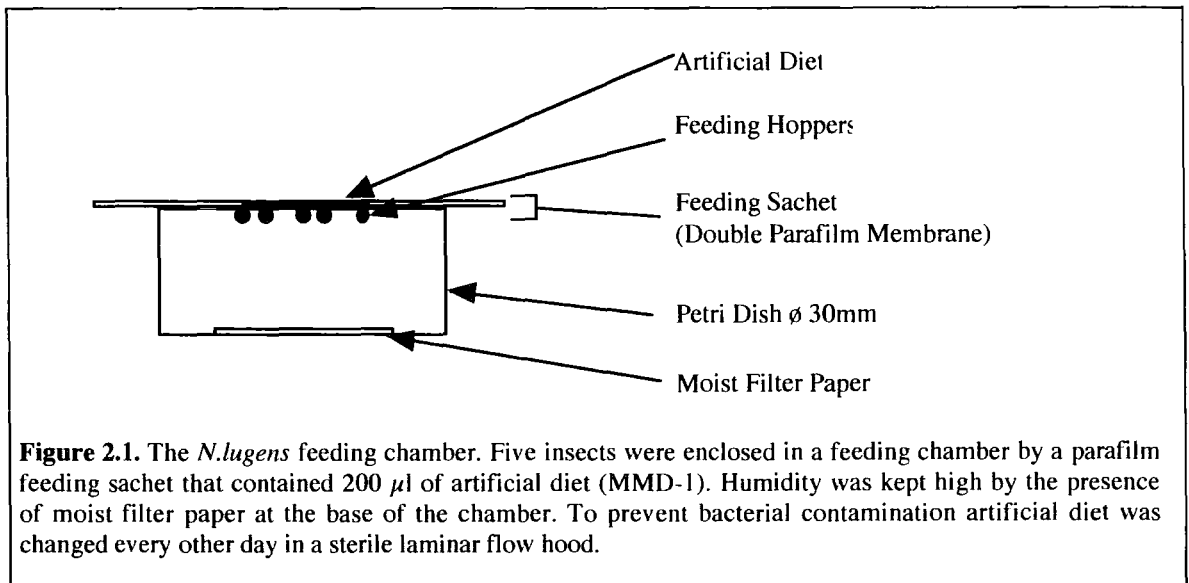 Artificial Diet
Feeding Hoppers
Feeding Sachet
(Double Parafilm Membrane)
Petri Dish ø 30mm
Moist Filter Paper
Figure 2.1. The N.lugens feeding chamber. Five insects were enclosed in a feeding chamber by a parafilm
feeding sachet that contained 200 µl of artificial diet (MMD-1). Humidity was kept high by the presence
of moist filter paper at the base of the chamber. To prevent bacterial contamination artificial diet was
changed every other day in a sterile laminar flow hood.